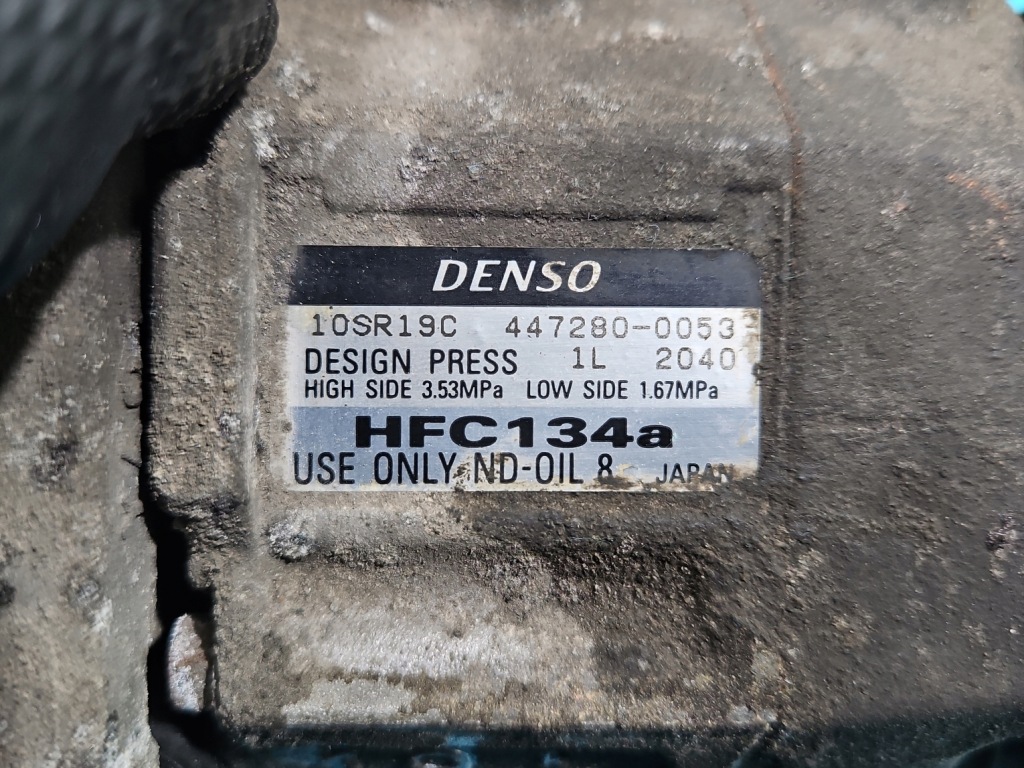 DENSO
10SR19C 447280-0053
DESIGN PRESS 1L 2040
HIGH SIDE 3.53MPa LOW SIDE 1.67MPa
HFC134a
USE ONLY ND-OIL 8 JAPAN